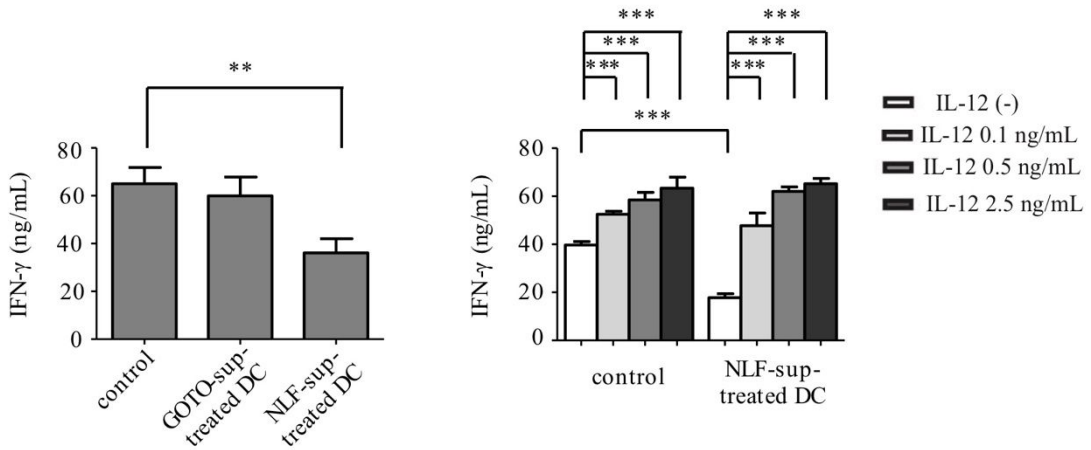 **
80
60
40
20
0
IFN-γ (ng/mL)
control
GOTO-sup-
treated DC
NLF-sup-
treated DC
***
***
***
***
***
***
***
80
60
40
20
0
IFN-γ (ng/mL)
control
NLF-sup-
treated DC
IL-12 (-)
IL-12 0.1 ng/mL
IL-12 0.5 ng/mL
IL-12 2.5 ng/mL